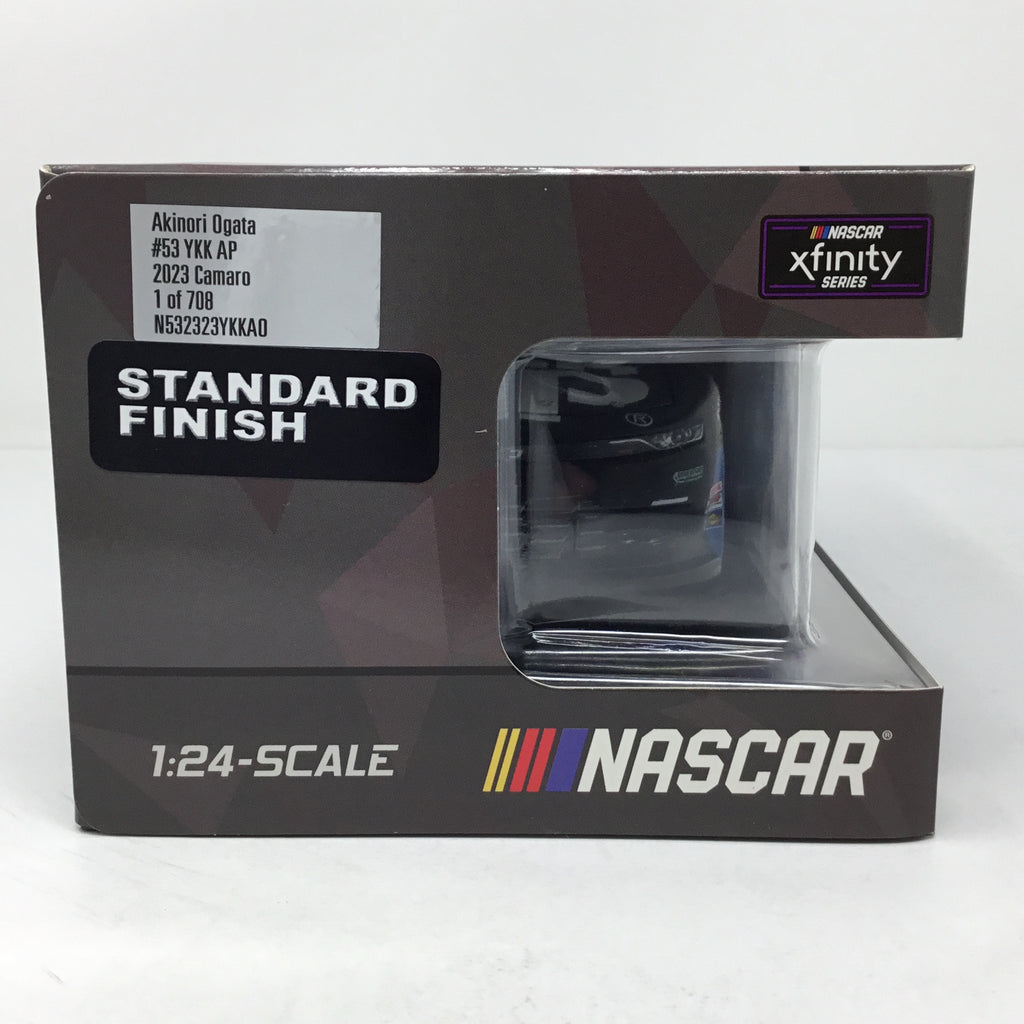 Akinori Ogata
#53 YKK AP
2023 Camaro
1 of 708
N532323YKKAO
STANDARD
FINISH
NASCAR
xfinity
SERIES
1:24-SCALE
NASCAR®